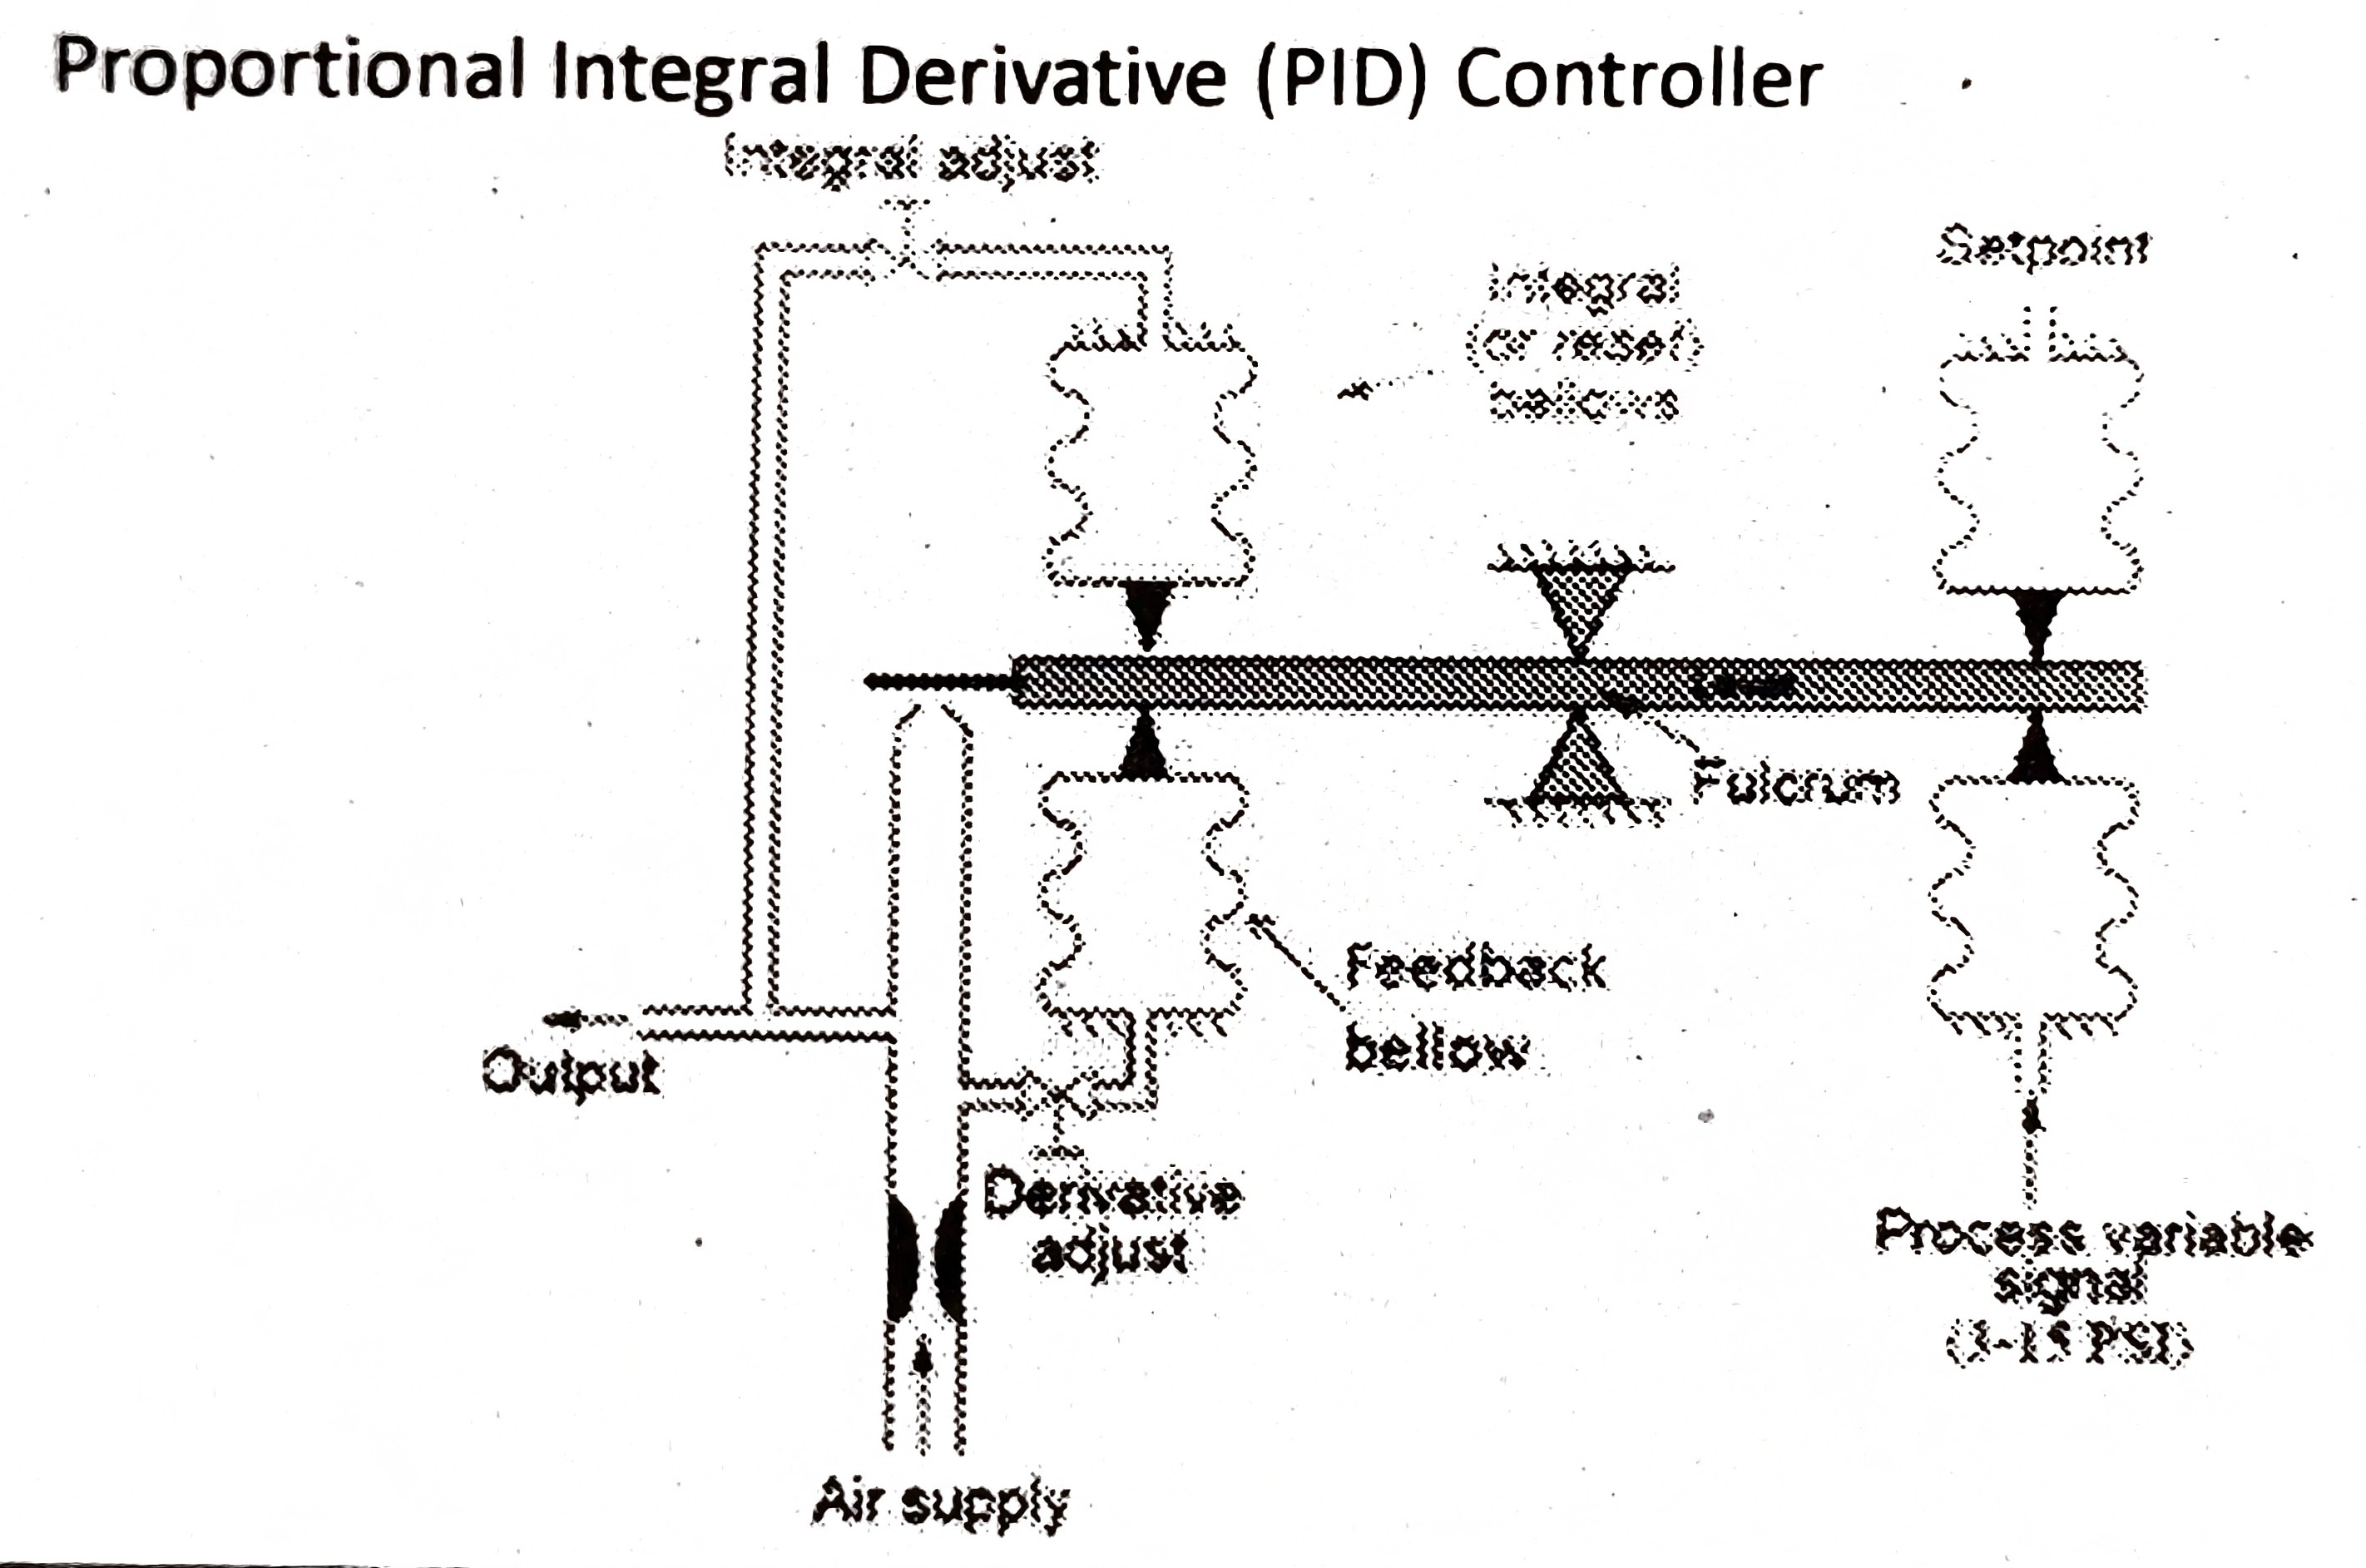 Proportional Integral Derivative (PID) Controller
Integral adjust
Setpoint
Integral
(or reset)
bellows
Lever
Fulcrum
Feedback
bellow
Output
Derivative
adjust
Process variable
signal
(3-15 PSI)
Air supply